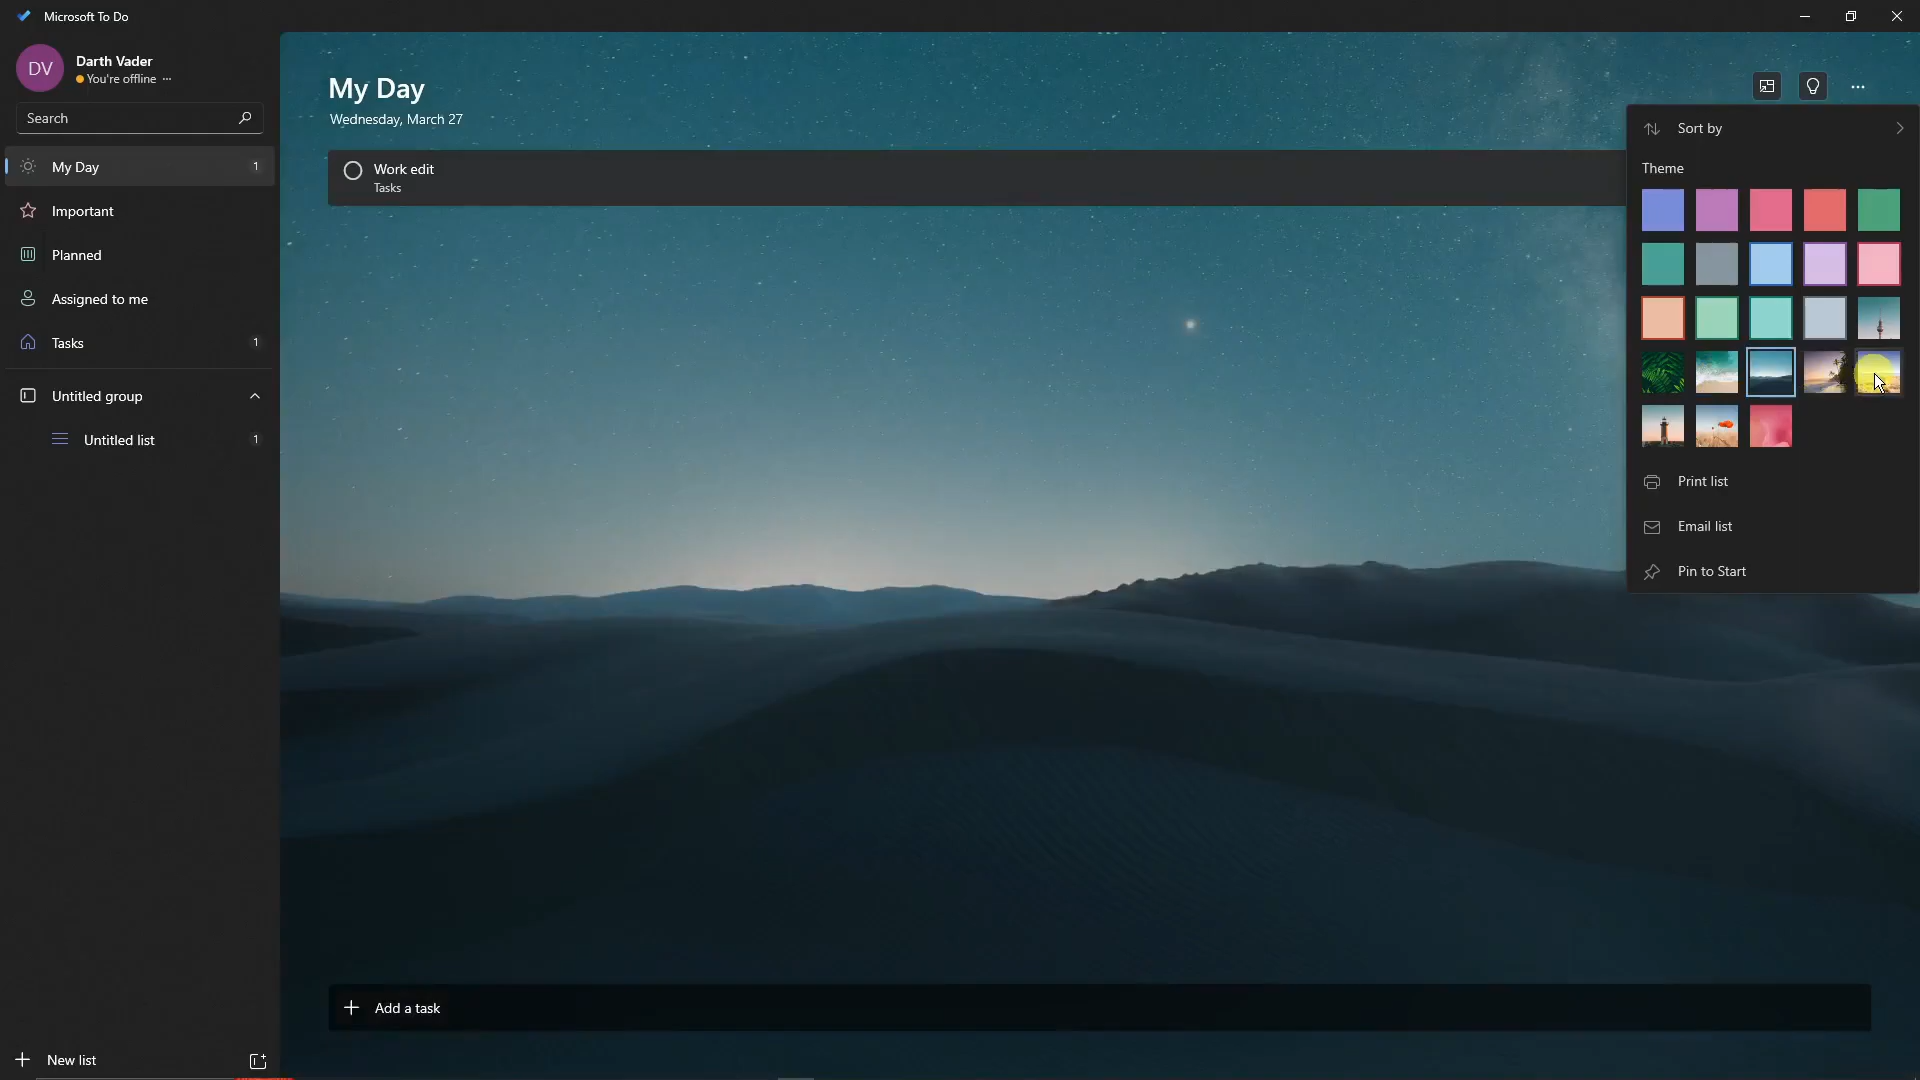 Microsoft To Do
DV
Darth Vader
You're offline
Search
My Day 1
Important
Planned
Assigned to me
Tasks 1
Untitled group
Untitled list 1
New list
My Day
Wednesday, March 27
Work edit
Tasks
Add a task
Sort by
Theme
Print list
Email list
Pin to Start